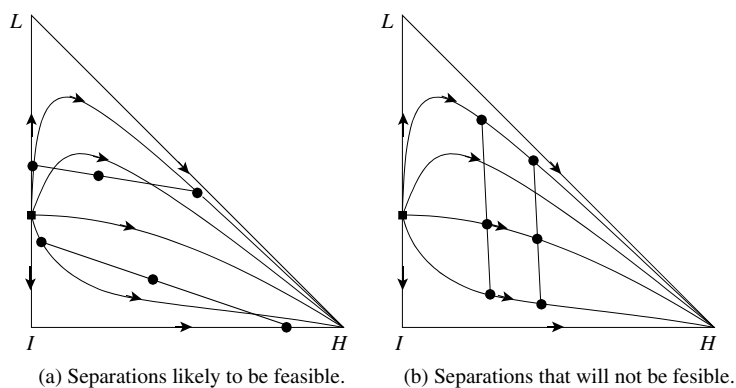 L
L
I
H
I
H
(a) Separations likely to be feasible.
(b) Separations that will not be fesible.